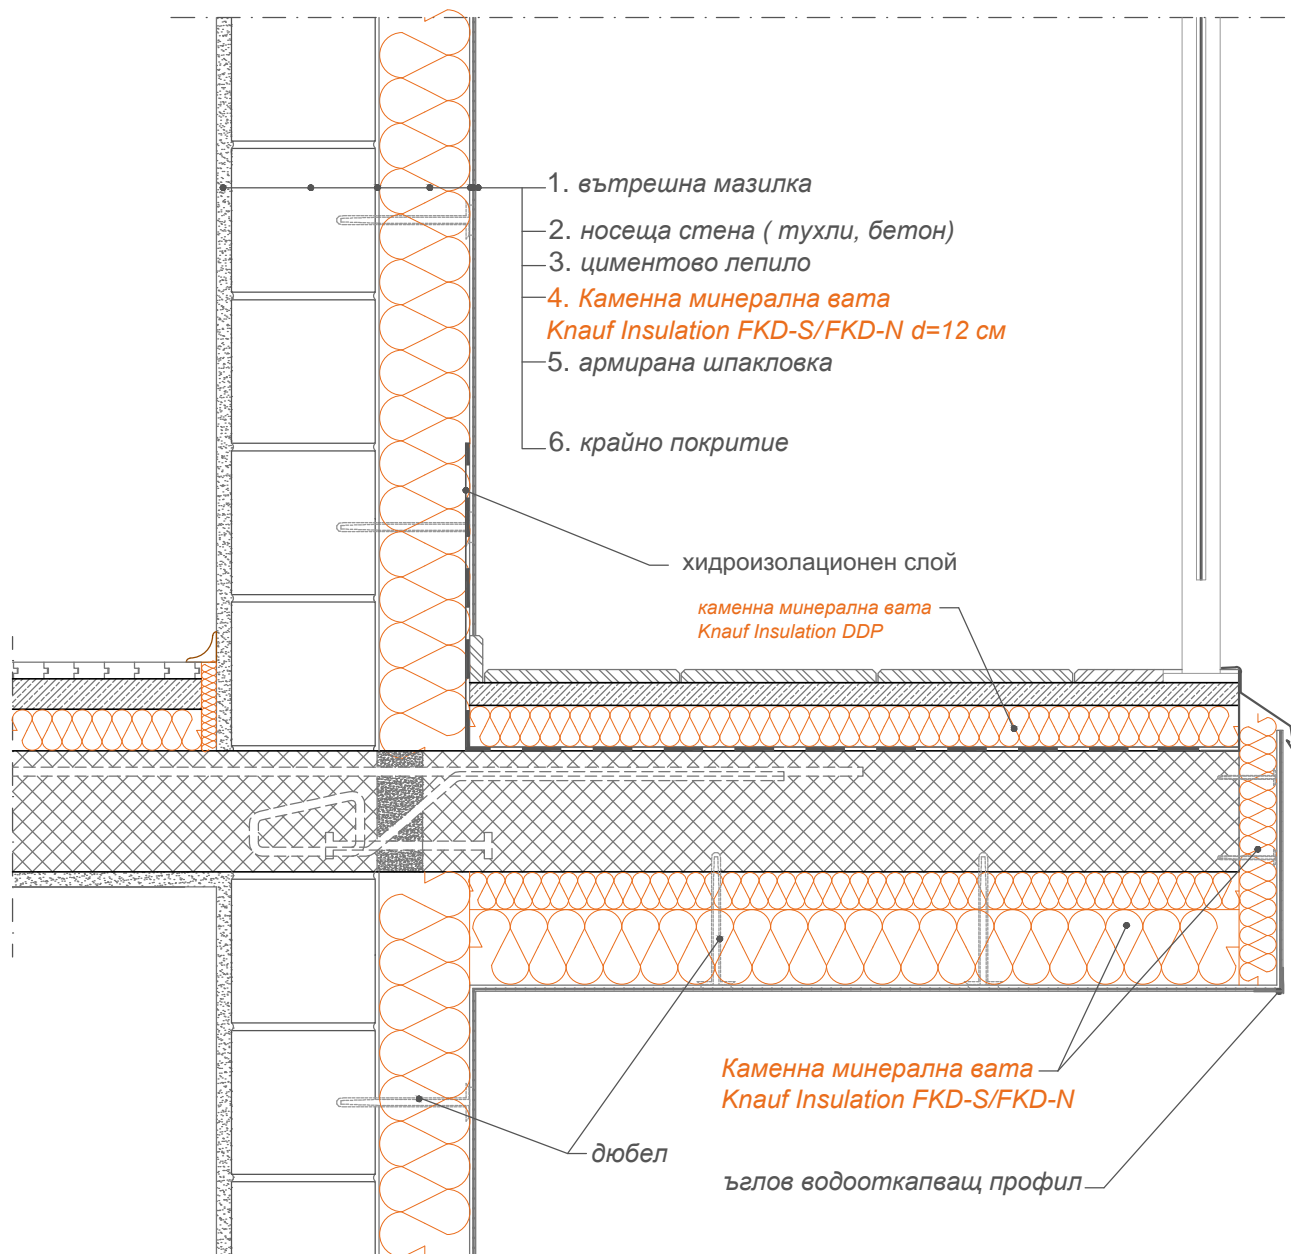 1. вътрешна мазилка
2. носеща стена ( тухли, бетон)
3. циментово лепило
4. Каменна минерална вата
Knauf Insulation FKD-S/FKD-N d=12 см
5. армирана шпакловка
6. крайно покритие
хидроизолационен слой
каменна минерална вата
Knauf Insulation DDP
Каменна минерална вата
Knauf Insulation FKD-S/FKD-N
дюбел
ъглов водооткапващ профил